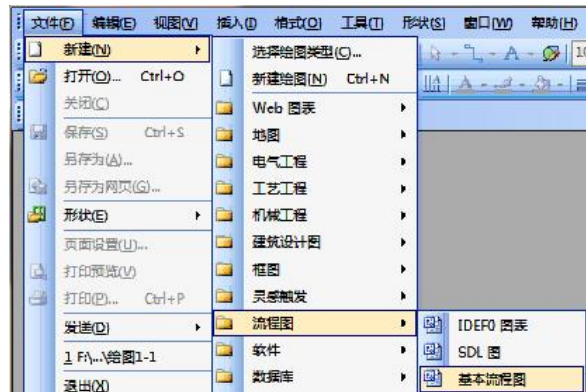 文件(F) 编辑(E) 视图(V) 插入(I) 格式(O) 工具(T) 形状(S) 窗口(W) 帮助(H)
新建(N)
打开(O)... Ctrl+O
关闭(C)
保存(S) Ctrl+S
另存为(A)...
另存为网页(G)...
形状(E)
页面设置(U)...
打印预览(V)
打印(P)... Ctrl+P
发送(D)
1 F:\...\绘图1-1
退出(X)
选择绘图类型(C)...
新建绘图(N) Ctrl+N
Web 图表
地图
电气工程
工艺工程
机械工程
建筑设计图
框图
灵感触发
流程图
软件
数据库
IDEF0 图表
SDL 图
基本流程图
A
10
A